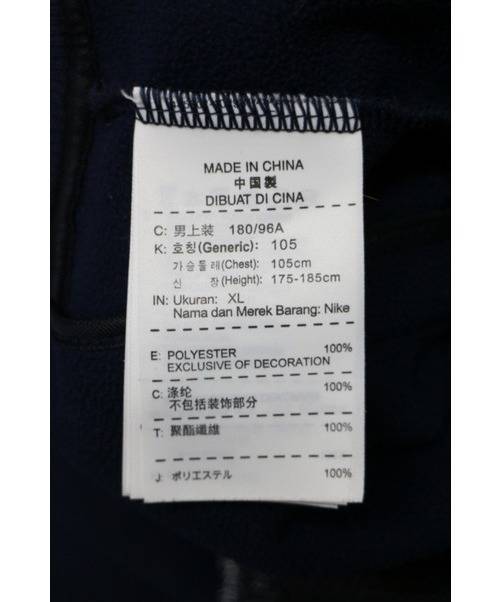 MADE IN CHINA
中国製
DIBUAT DI CINA
C: 男上装 180/96A
K: 호칭(Generic): 105
가슴둘레(Chest): 105cm
신 장(Height): 175-185cm
IN: Ukuran: XL
Nama dan Merek Barang: Nike
E: POLYESTER 100%
EXCLUSIVE OF DECORATION
C: 涤纶 100%
不包括装饰部分
T: 聚酯纖維 100%
J: ポリエステル 100%